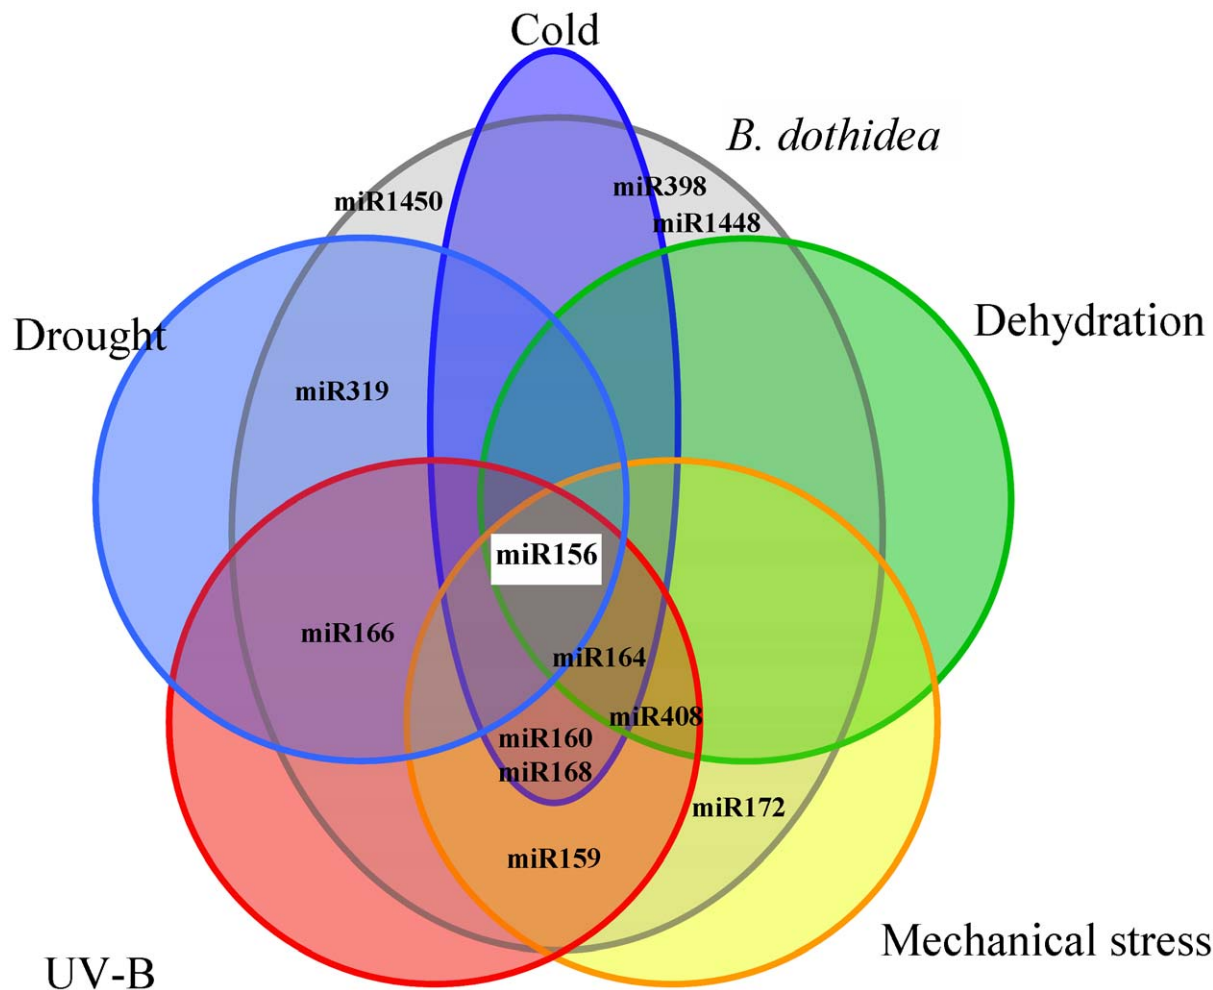 Cold
B. dothidea
miR1450
miR398
miR1448
Drought
Dehydration
miR319
miR156
miR166
miR164
miR408
miR160
miR168
miR172
miR159
Mechanical stress
UV-B